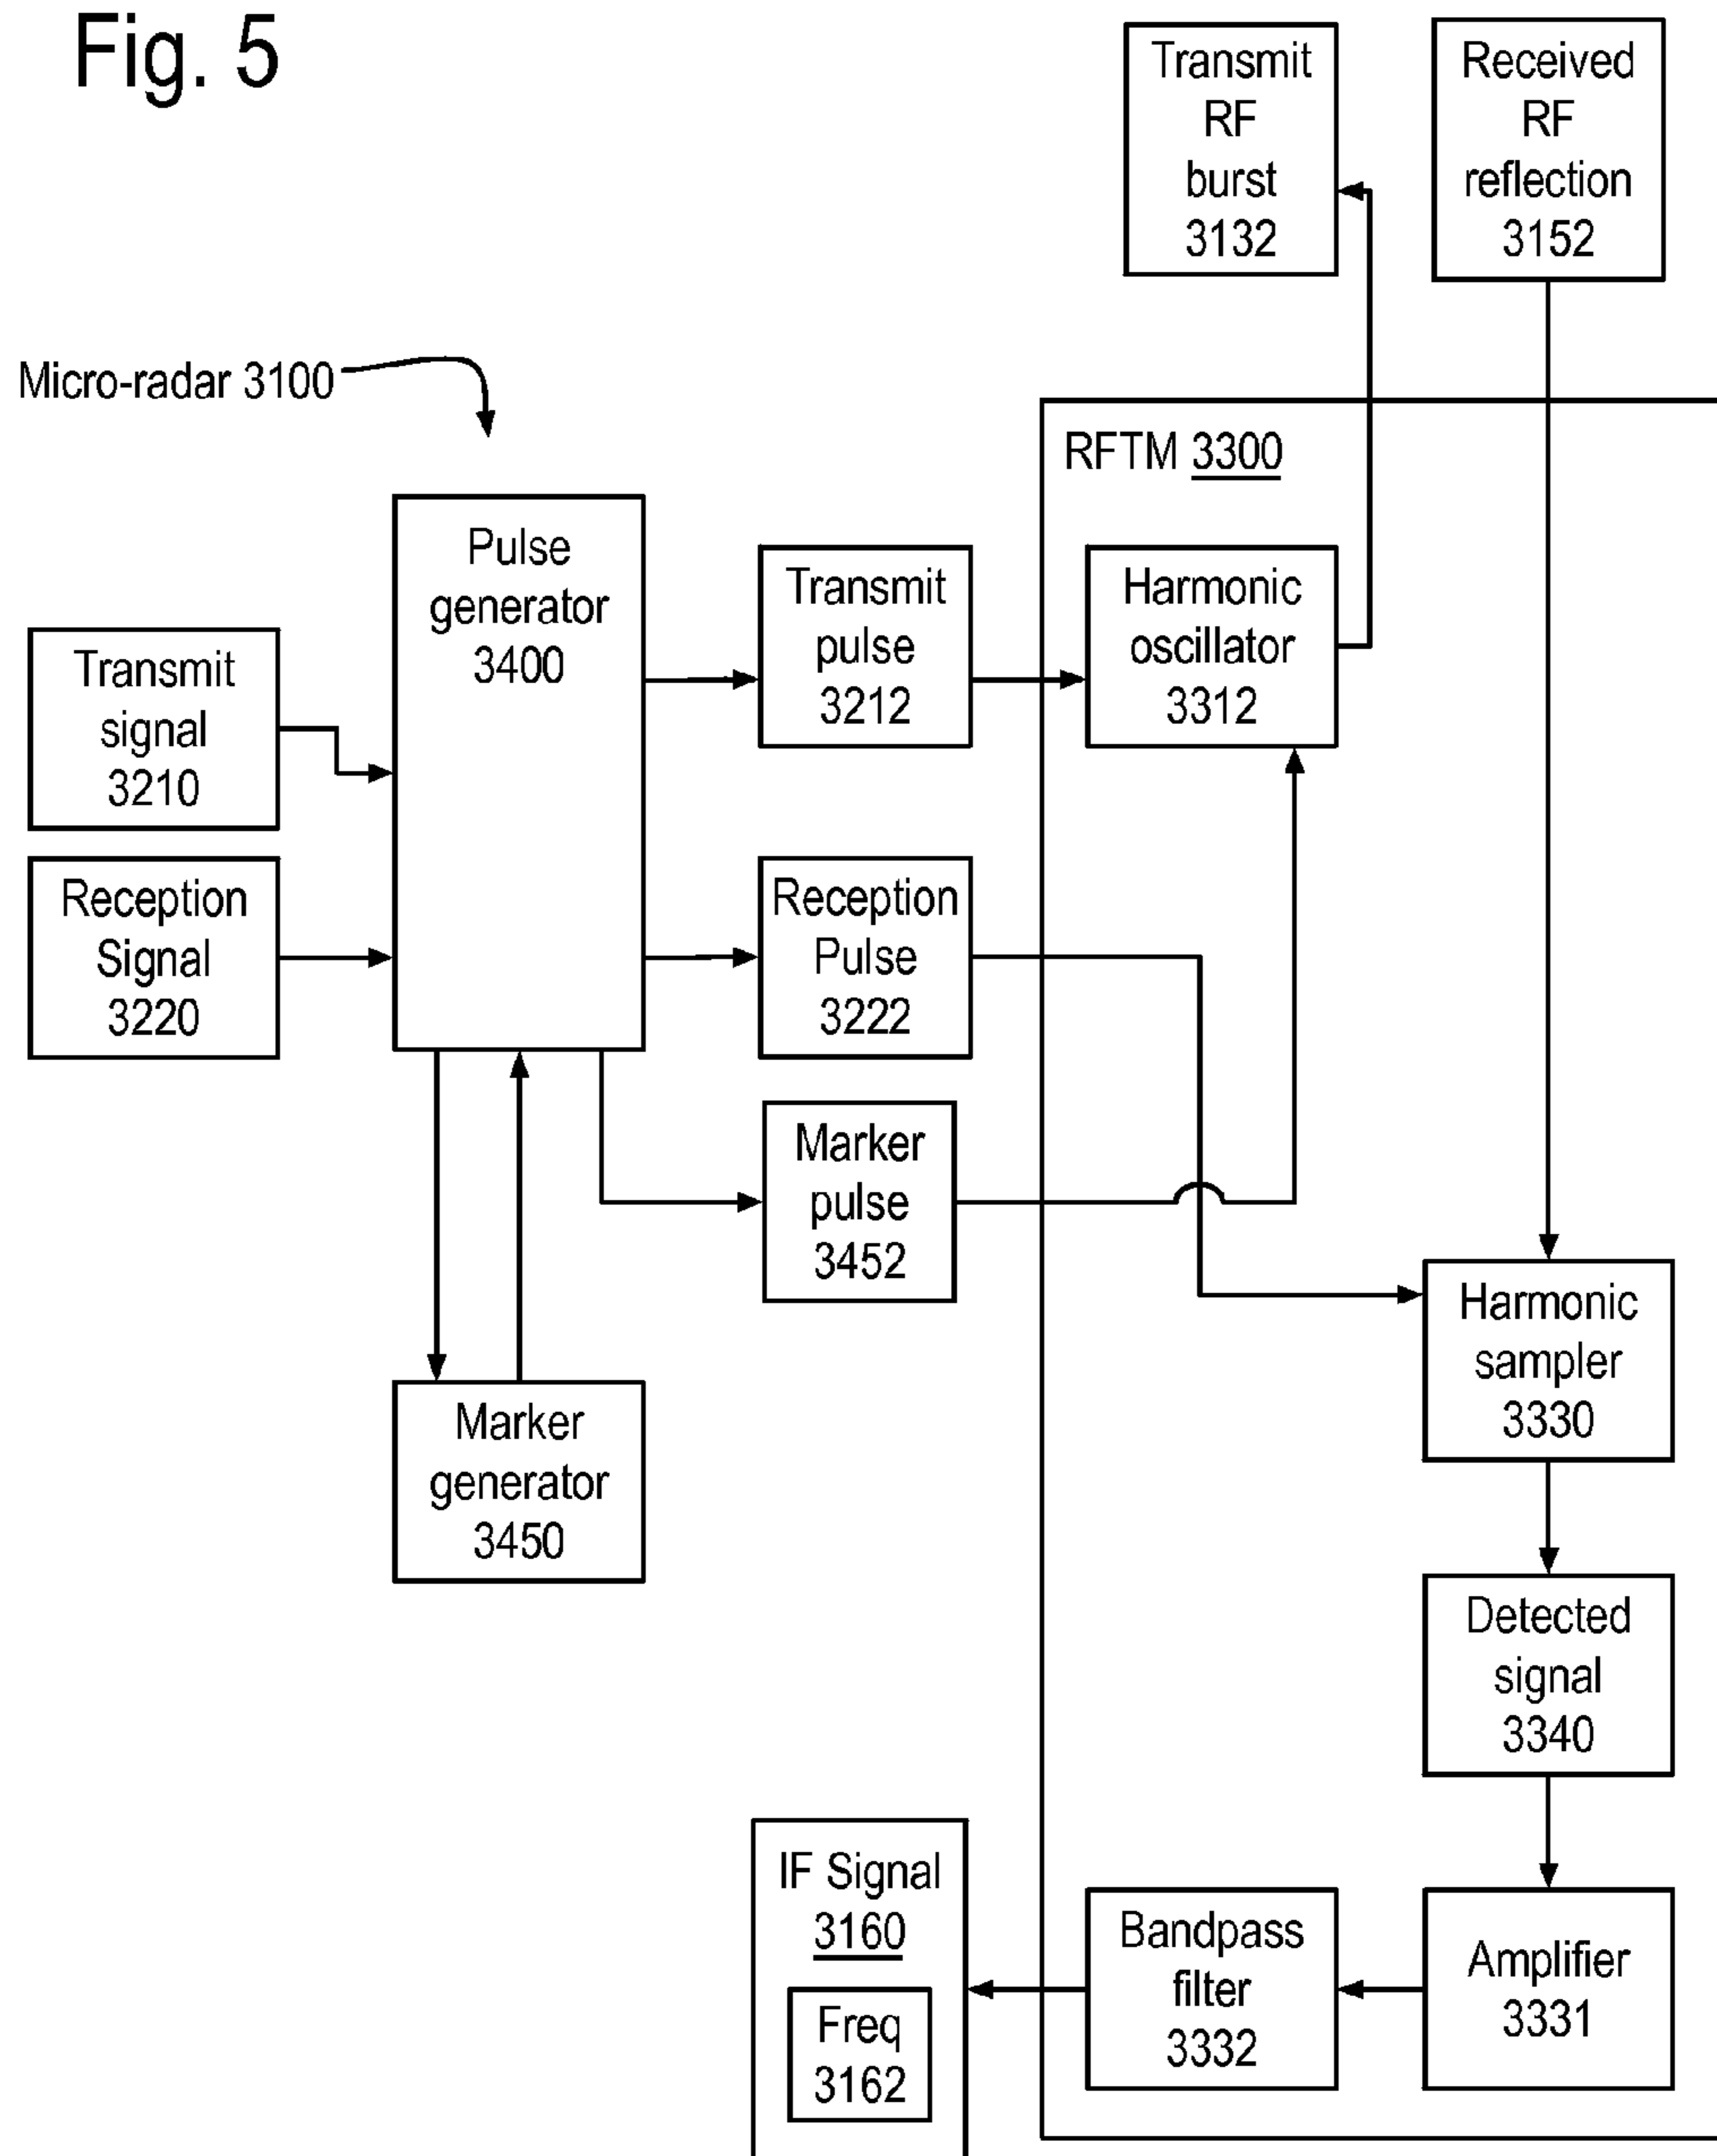 Fig. 5
Transmit
RF
burst
3132
Received
RF
reflection
3152
Micro-radar 3100
RFTM 3300
Pulse
generator
3400
Transmit
pulse
3212
Harmonic
oscillator
3312
Transmit
signal
3210
Reception
Signal
3220
Reception
Pulse
3222
Marker
pulse
3452
Harmonic
sampler
3330
Marker
generator
3450
Detected
signal
3340
IF Signal
3160
Freq
3162
Bandpass
filter
3332
Amplifier
3331